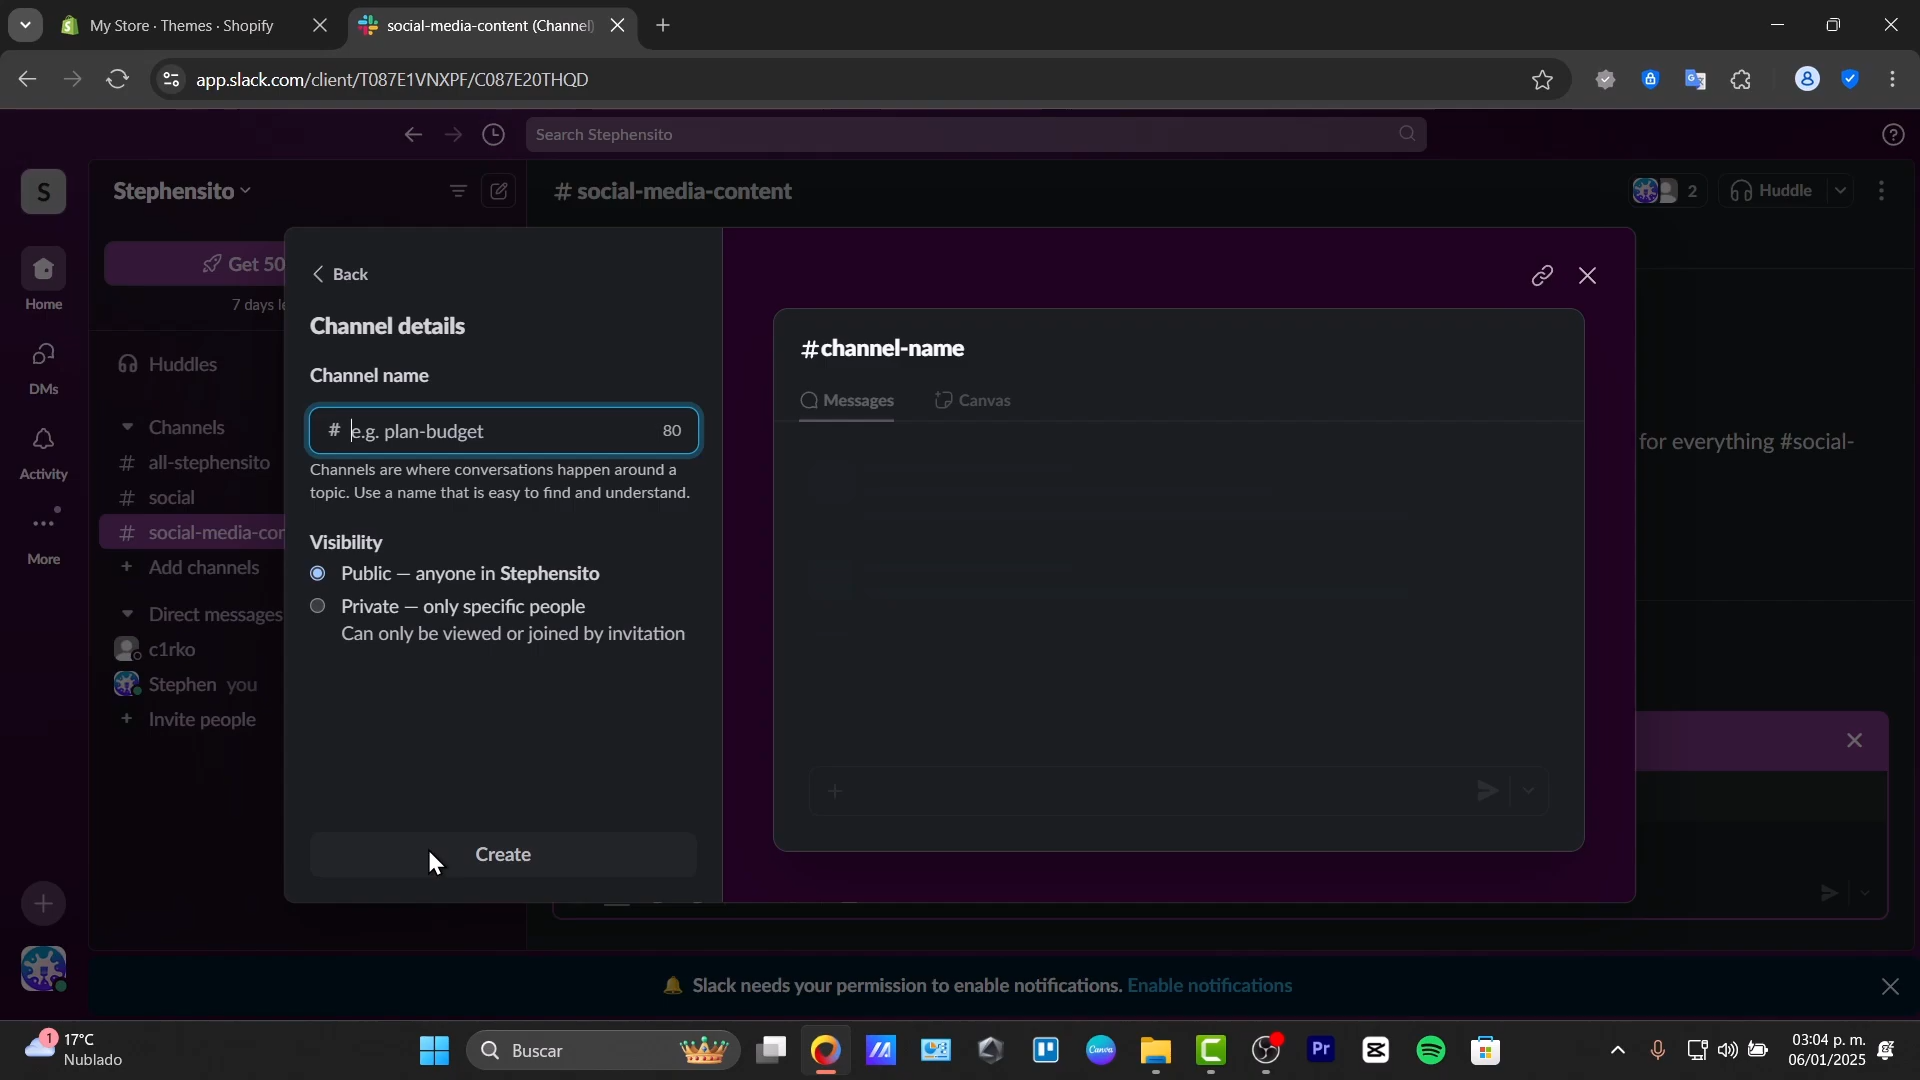 My Store · Themes · Shopify
social-media-content (Channel)
app.slack.com/client/T087E1VNXPF/C087E20THQD
Search Stephensito
S
Stephensito
# social-media-content
2
Huddle
Get 50
7 days le
Home
DMs
Activity
More
Huddles
Channels
# all-stephensito
# social
# social-media-con
+ Add channels
Direct messages
c1rko
Stephen you
+ Invite people
Back
Channel details
Channel name
# e.g. plan-budget 80
Channels are where conversations happen around a
topic. Use a name that is easy to find and understand.
Visibility
Public — anyone in Stephensito
Private — only specific people
Can only be viewed or joined by invitation
Create
#channel-name
Messages
Canvas
for everything #social-
Slack needs your permission to enable notifications. Enable notifications
1
17°C
Nublado
Buscar
Canva
Pr
03:04 p. m.
06/01/2025